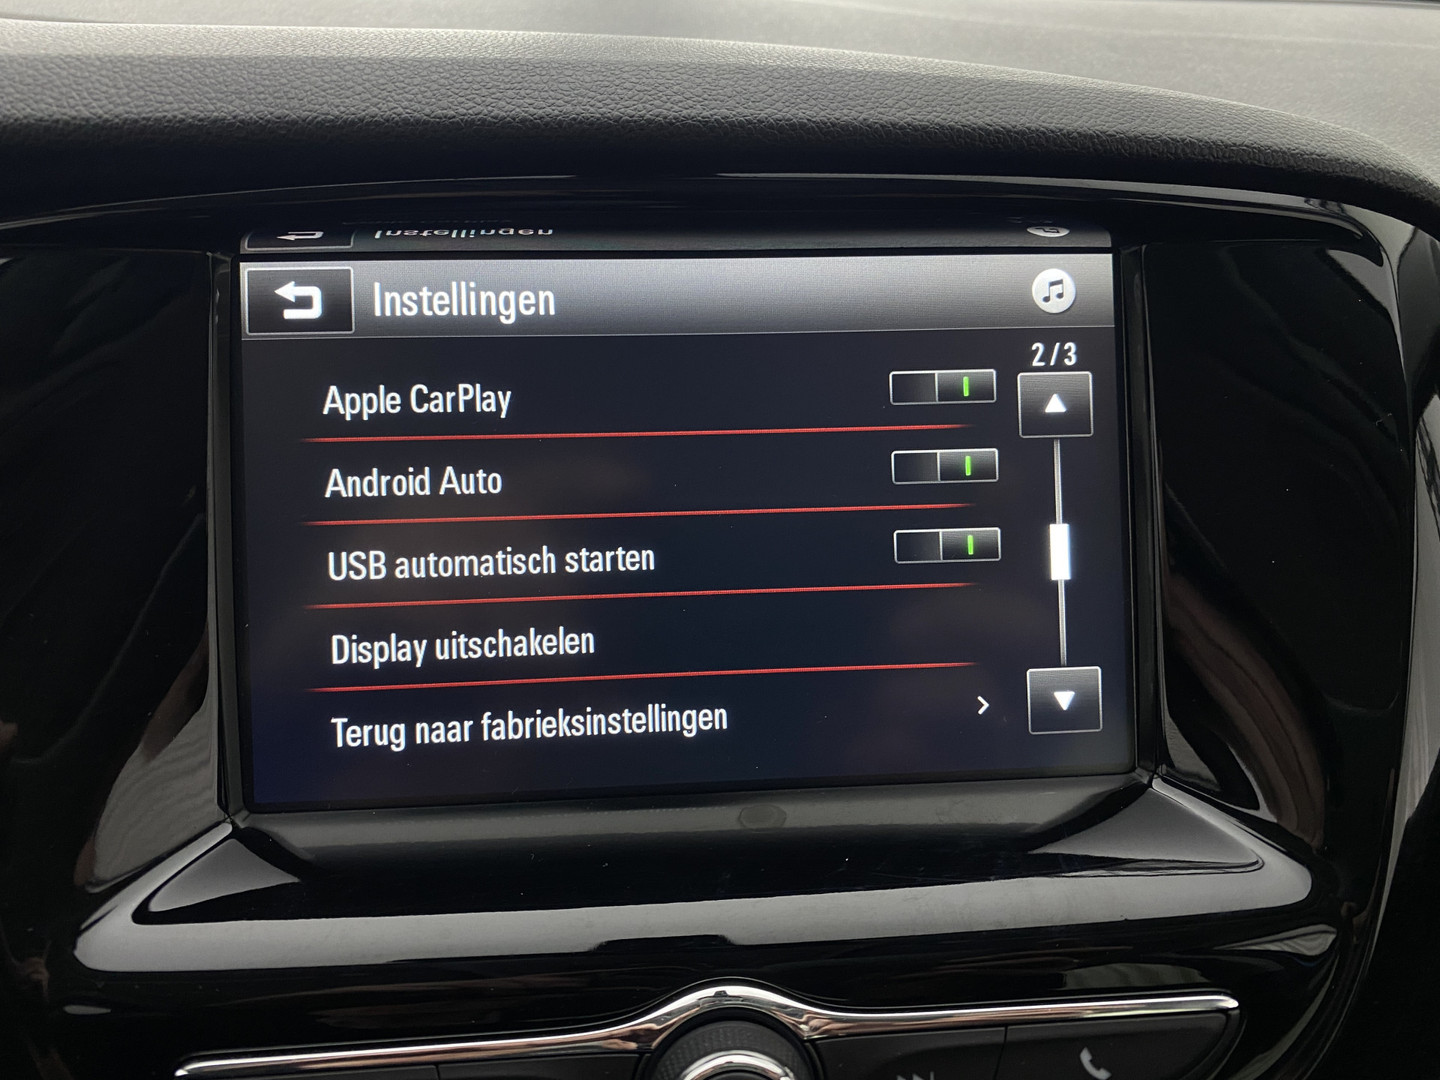 Instellingen
2/3
Apple CarPlay
Android Auto
USB automatisch starten
Display uitschakelen
Terug naar fabrieksinstellingen